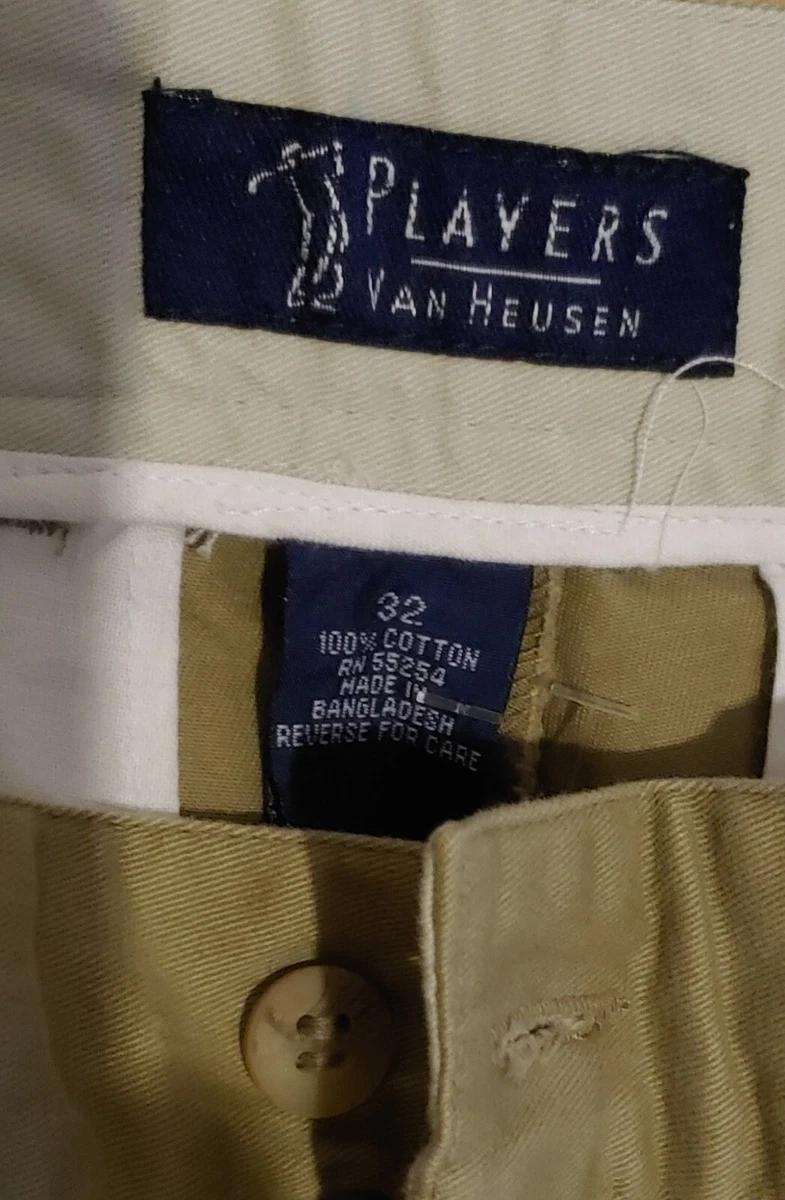 PLAYERS
VAN HEUSEN
32
100% COTTON
RN 55254
MADE IN
BANGLADESH
REVERSE FOR CARE